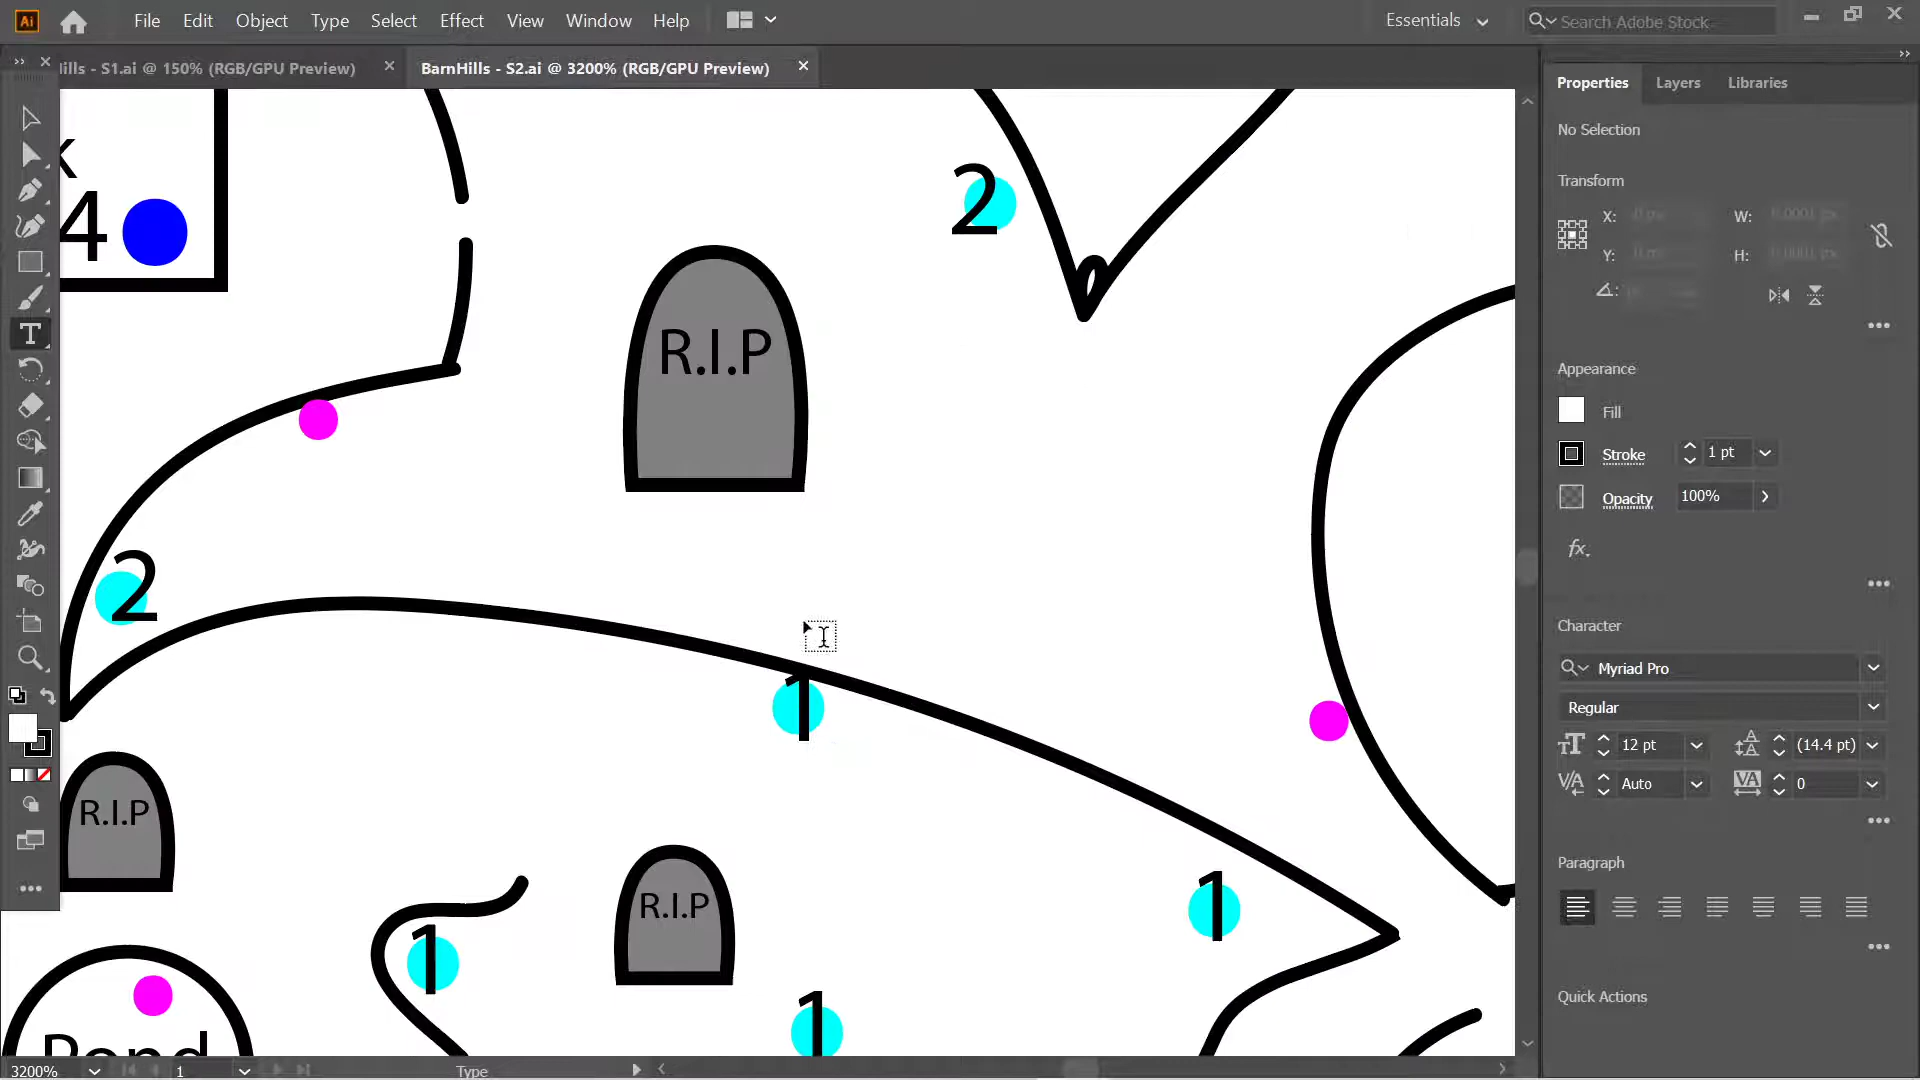 Ai
File Edit Object Type Select Effect View Window Help
Essentials
Search Adobe Stock
ills - S1.ai @ 150% (RGB/GPU Preview)
BarnHills - S2.ai @ 3200% (RGB/GPU Preview)
Properties Layers Libraries
No Selection
Transform
X:
W:
Y:
H:
Appearance
Fill
Stroke
1 pt
Opacity
100%
fx.
Character
Myriad Pro
Regular
12 pt
(14.4 pt)
Auto
0
Paragraph
Quick Actions
k
4
2
R.I.P
2
1
R.I.P
R.I.P
1
1
1
Pond
3200%
1
Type